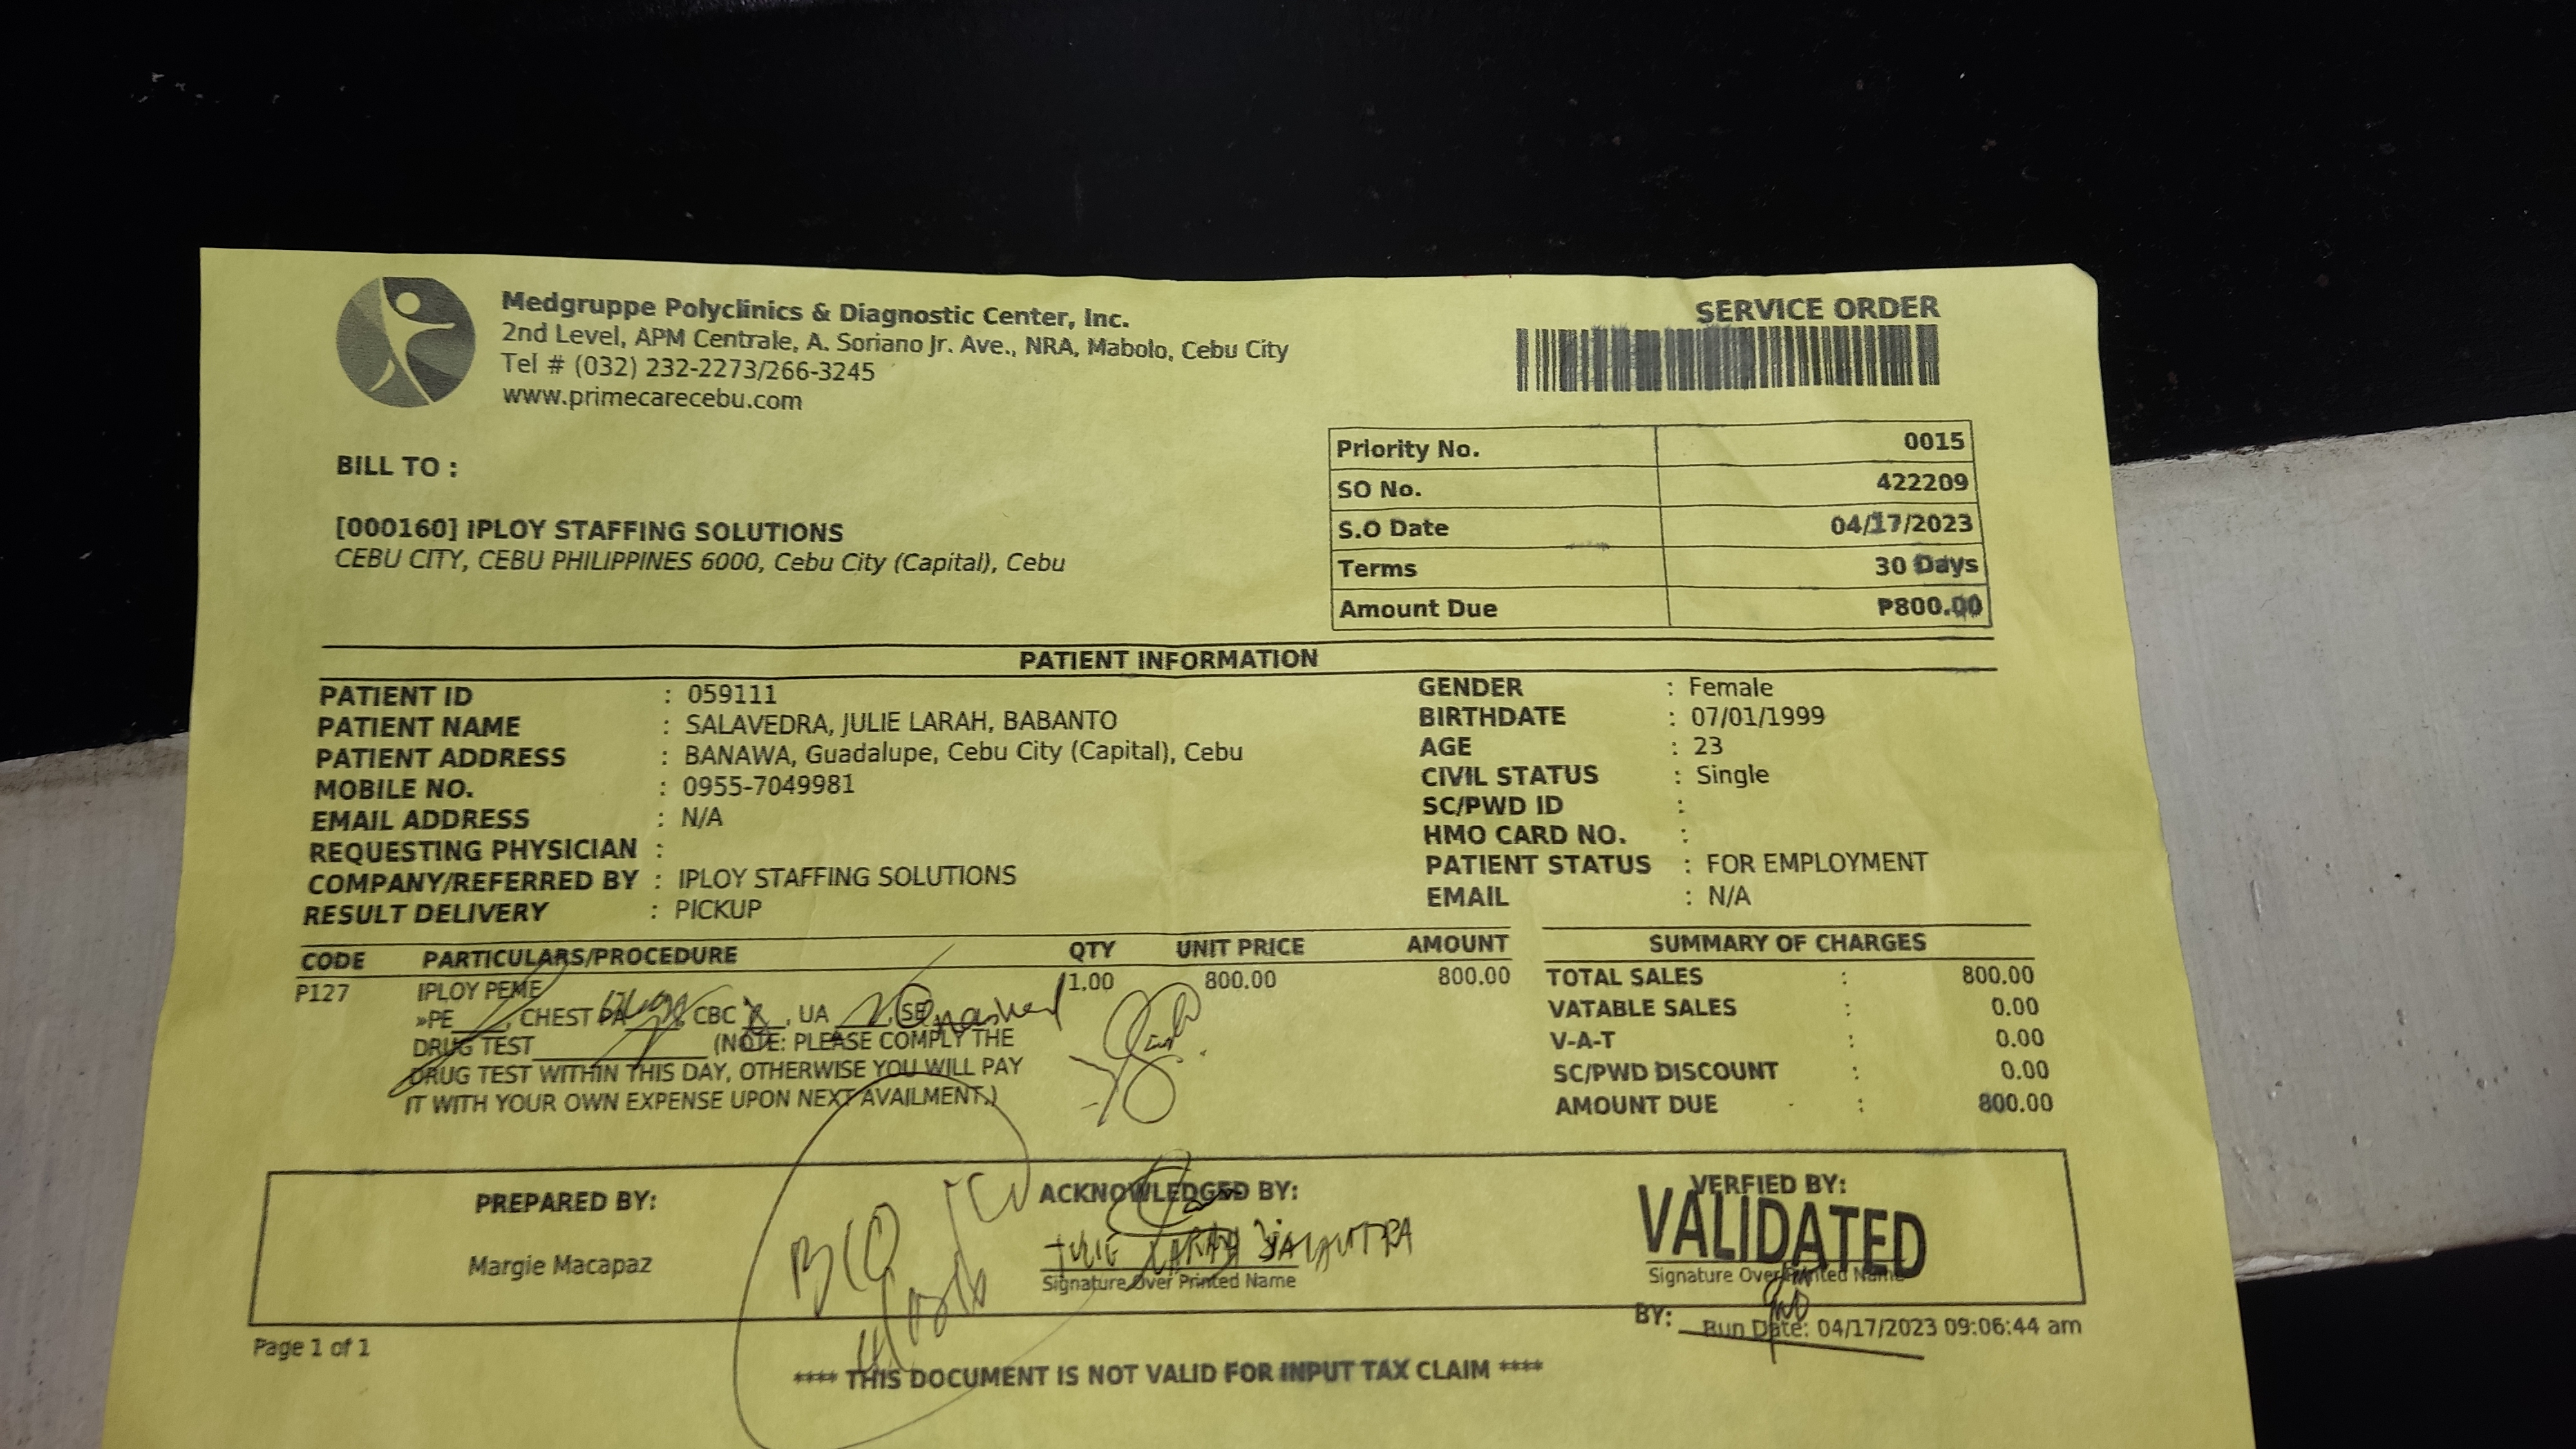 Medgruppe Polyclinics & Diagnostic Center, Inc.
2nd Level, APM Centrale, A. Soriano Jr. Ave., NRA, Mabolo, Cebu City
Tel # (032) 232-2273/266-3245
www.primecarecebu.com
SERVICE ORDER
BILL TO :
[000160] IPLOY STAFFING SOLUTIONS
CEBU CITY, CEBU PHILIPPINES 6000, Cebu City (Capital), Cebu
Priority No. 0015
SO No. 422209
S.O Date 04/17/2023
Terms 30 Days
Amount Due ₱800.00
PATIENT INFORMATION
PATIENT ID : 059111
PATIENT NAME : SALAVEDRA, JULIE LARAH, BABANTO
PATIENT ADDRESS : BANAWA, Guadalupe, Cebu City (Capital), Cebu
MOBILE NO. : 0955-7049981
EMAIL ADDRESS : N/A
REQUESTING PHYSICIAN :
COMPANY/REFERRED BY : IPLOY STAFFING SOLUTIONS
RESULT DELIVERY : PICKUP
GENDER : Female
BIRTHDATE : 07/01/1999
AGE : 23
CIVIL STATUS : Single
SC/PWD ID :
HMO CARD NO. :
PATIENT STATUS : FOR EMPLOYMENT
EMAIL : N/A
CODE PARTICULARS/PROCEDURE QTY UNIT PRICE AMOUNT
P127 IPLOY PEME 1.00 800.00 800.00
»PE____, CHEST PA____, CBC____, UA____, SE
DRUG TEST____________ (NOTE: PLEASE COMPLY THE
DRUG TEST WITHIN THIS DAY, OTHERWISE YOU WILL PAY
IT WITH YOUR OWN EXPENSE UPON NEXT AVAILMENT.)
SUMMARY OF CHARGES
TOTAL SALES : 800.00
VATABLE SALES : 0.00
V-A-T : 0.00
SC/PWD DISCOUNT : 0.00
AMOUNT DUE : 800.00
PREPARED BY:
Margie Macapaz
ACKNOWLEDGED BY:
JULIE LARAH
Signature Over Printed Name
VERFIED BY:
VALIDATED
Signature Over Printed Name
BY:
Run Date: 04/17/2023 09:06:44 am
Page 1 of 1
**** THIS DOCUMENT IS NOT VALID FOR INPUT TAX CLAIM ****